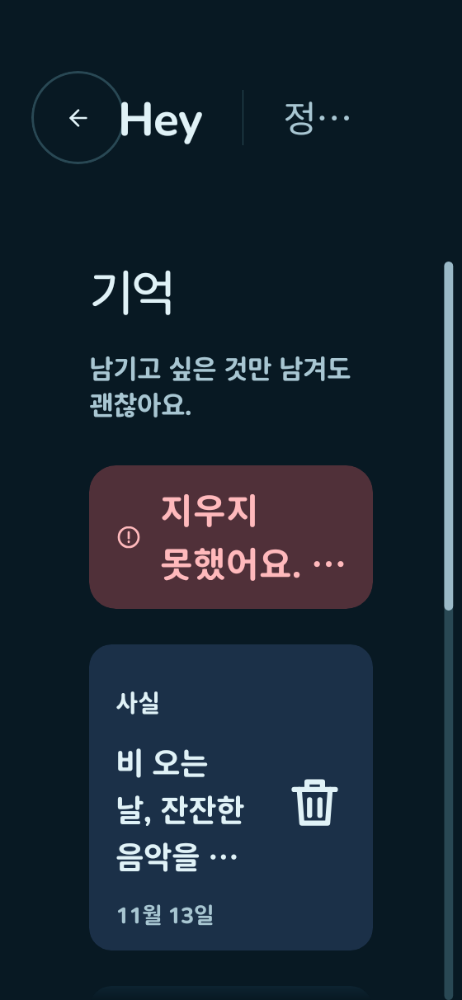 Hey
정…
기억
남기고 싶은 것만 남겨도
괜찮아요.
지우지
못했어요. …
사실
비 오는
날, 잔잔한
음악을 …
11월 13일